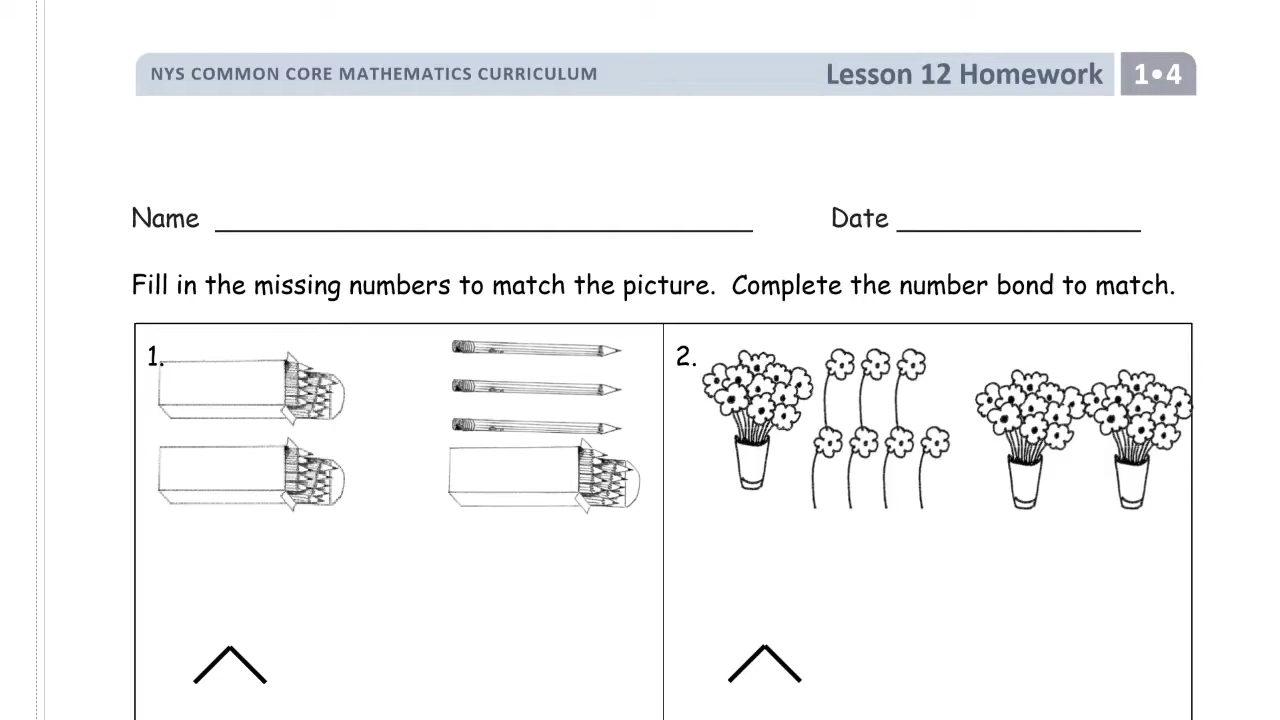 NYS COMMON CORE MATHEMATICS CURRICULUM
Lesson 12 Homework
1•4
Name
Date
Fill in the missing numbers to match the picture. Complete the number bond to match.
1.
2.